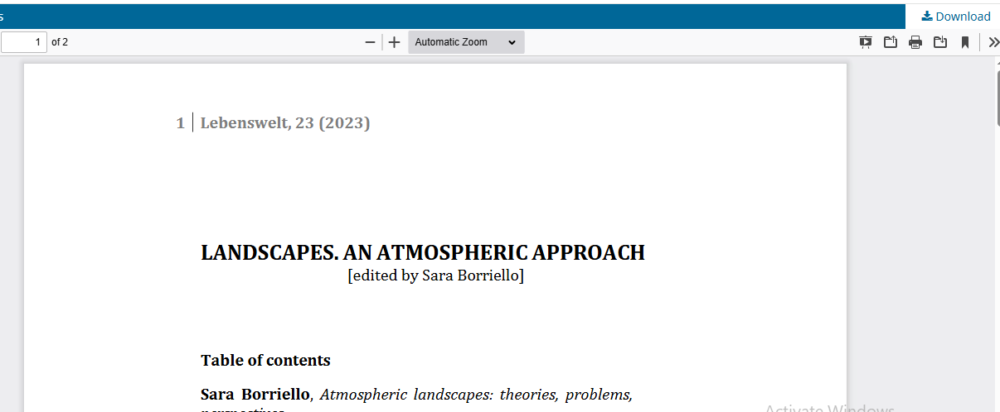 s
Download
1 of 2
Automatic Zoom
1 Lebenswelt, 23 (2023)
LANDSCAPES. AN ATMOSPHERIC APPROACH
[edited by Sara Borriello]
Table of contents
Sara Borriello, Atmospheric landscapes: theories, problems,
perspectives
Activate Windows